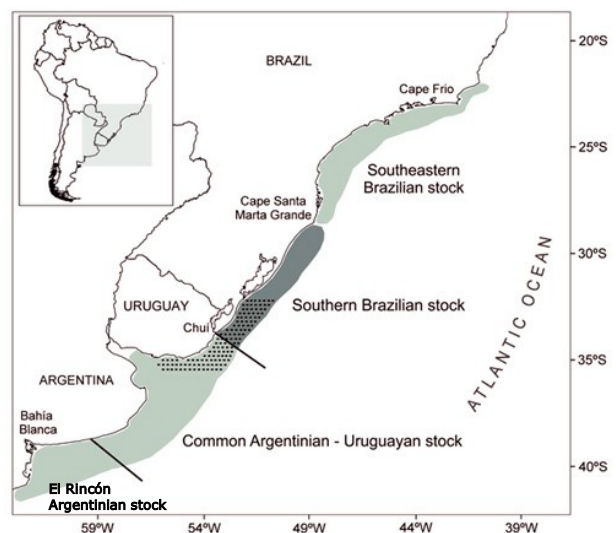 BRAZIL
Cape Frio
20ºS
25ºS
Southeastern
Brazilian stock
Cape Santa
Marta Grande
30ºS
URUGUAY
Chui
Southern Brazilian stock
ATLANTIC OCEAN
35ºS
ARGENTINA
Bahía
Blanca
Common Argentinian - Uruguayan stock
40ºS
El Rincón
Argentinian stock
59ºW 54ºW 49ºW 44ºW 39ºW